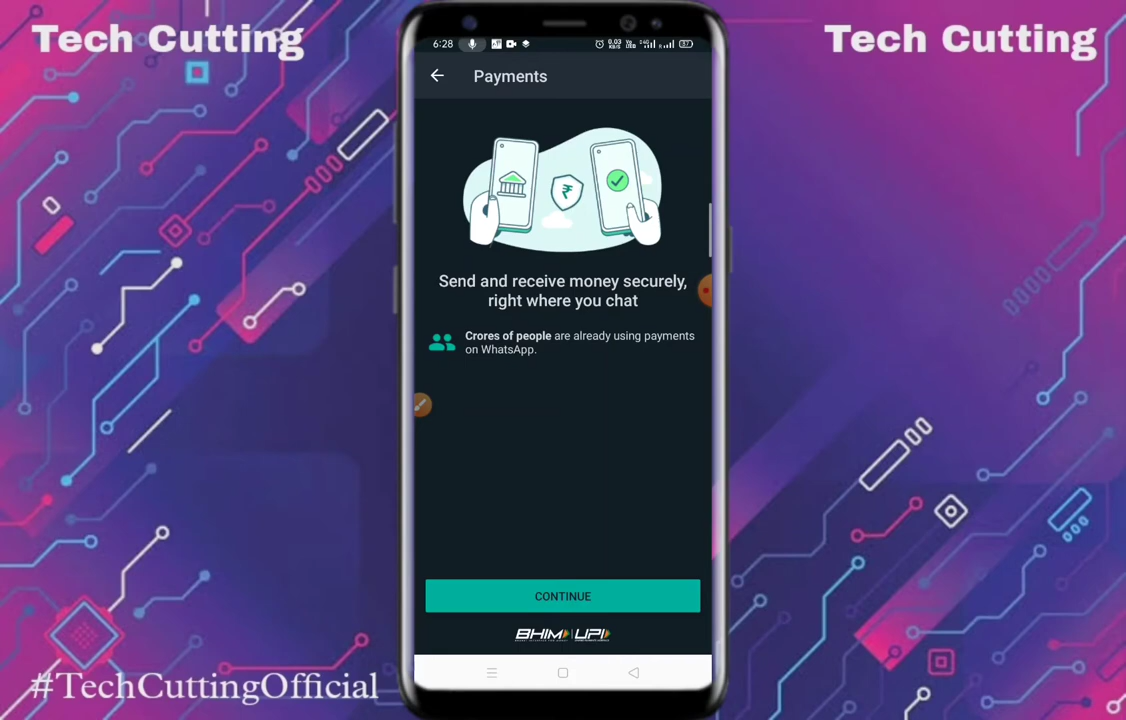 Tech Cutting
Tech Cutting
6:28
Payments
₹
Send and receive money securely,
right where you chat
Crores of people are already using payments
on WhatsApp.
CONTINUE
BHIM UPI
#TechCuttingOfficial